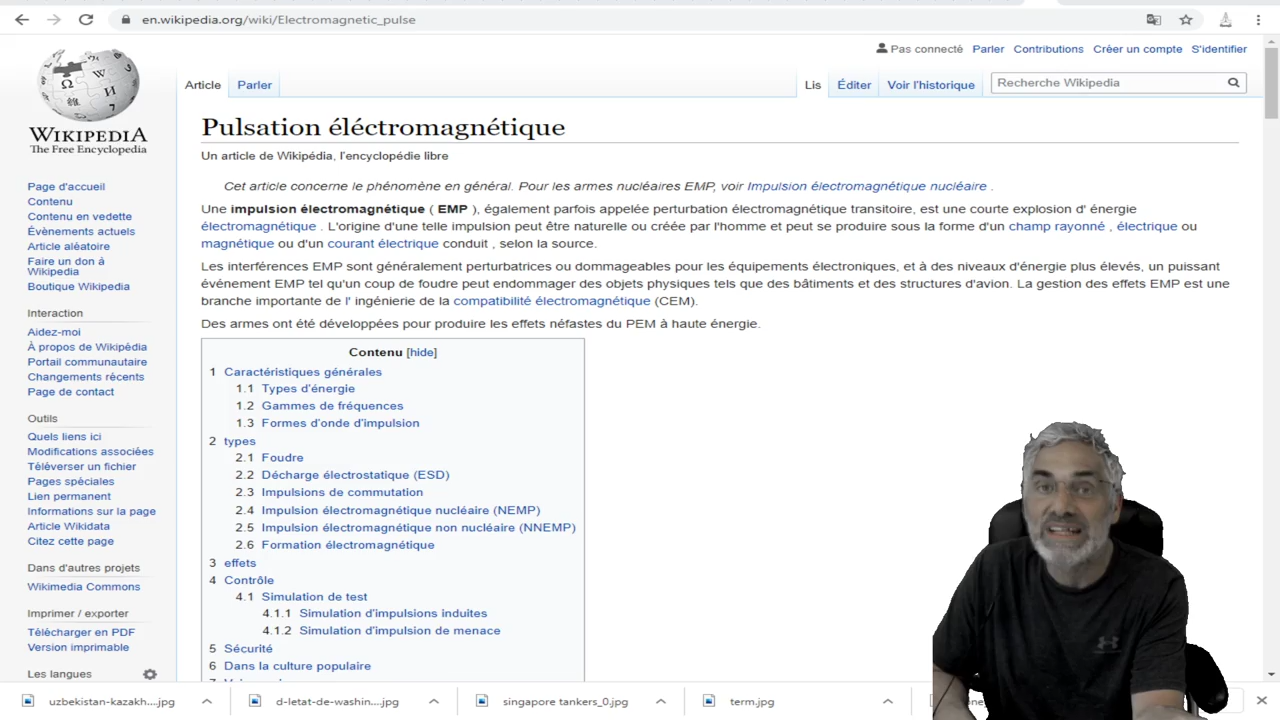 en.wikipedia.org/wiki/Electromagnetic_pulse
Pas connecté Parler Contributions Créer un compte S'identifier
Article Parler Lis Éditer Voir l'historique Recherche Wikipedia
WIKIPEDIA
The Free Encyclopedia
Pulsation éléctromagnétique
Un article de Wikipédia, l'encyclopédie libre
Cet article concerne le phénomène en général. Pour les armes nucléaires EMP, voir Impulsion électromagnétique nucléaire .
Une impulsion électromagnétique ( EMP ), également parfois appelée perturbation électromagnétique transitoire, est une courte explosion d' énergie
électromagnétique . L'origine d'une telle impulsion peut être naturelle ou créée par l'homme et peut se produire sous la forme d'un champ rayonné , électrique ou
magnétique ou d'un courant électrique conduit , selon la source.
Les interférences EMP sont généralement perturbatrices ou dommageables pour les équipements électroniques, et à des niveaux d'énergie plus élevés, un puissant
événement EMP tel qu'un coup de foudre peut endommager des objets physiques tels que des bâtiments et des structures d'avion. La gestion des effets EMP est une
branche importante de l' ingénierie de la compatibilité électromagnétique (CEM).
Des armes ont été développées pour produire les effets néfastes du PEM à haute énergie.
Contenu [hide]
1 Caractéristiques générales
1.1 Types d'énergie
1.2 Gammes de fréquences
1.3 Formes d'onde d'impulsion
2 types
2.1 Foudre
2.2 Décharge électrostatique (ESD)
2.3 Impulsions de commutation
2.4 Impulsion électromagnétique nucléaire (NEMP)
2.5 Impulsion électromagnétique non nucléaire (NNEMP)
2.6 Formation électromagnétique
3 effets
4 Contrôle
4.1 Simulation de test
4.1.1 Simulation d'impulsions induites
4.1.2 Simulation d'impulsion de menace
5 Sécurité
6 Dans la culture populaire
Page d'accueil
Contenu
Contenu en vedette
Évènements actuels
Article aléatoire
Faire un don à
Wikipedia
Boutique Wikipedia
Interaction
Aidez-moi
À propos de Wikipédia
Portail communautaire
Changements récents
Page de contact
Outils
Quels liens ici
Modifications associées
Téléverser un fichier
Pages spéciales
Lien permanent
Informations sur la page
Article Wikidata
Citez cette page
Dans d'autres projets
Wikimedia Commons
Imprimer / exporter
Télécharger en PDF
Version imprimable
Les langues
uzbekistan-kazakh....jpg d-letat-de-washin....jpg singapore tankers_0.jpg term.jpg